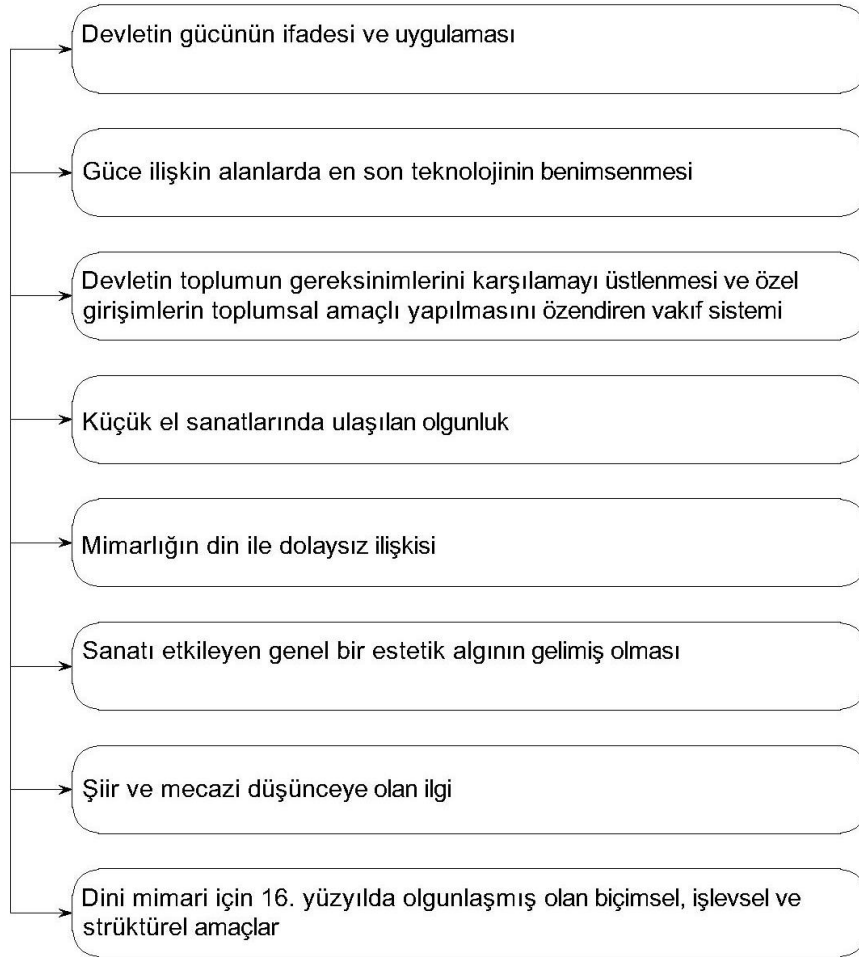 Devletin gücünün ifadesi ve uygulaması
Güce ilişkin alanlarda en son teknolojinin benimsenmesi
Devletin toplumun gereksinimlerini karşılamayı üstlenmesi ve özel
girişimlerin toplumsal amaçlı yapılmasını özendiren vakıf sistemi
Küçük el sanatlarında ulaşılan olgunluk
Mimarlığın din ile dolaysız ilişkisi
Sanatı etkileyen genel bir estetik algının gelimiş olması
Şiir ve mecazi düşünceye olan ilgi
Dini mimari için 16. yüzyılda olgunlaşmış olan biçimsel, işlevsel ve
strüktürel amaçlar